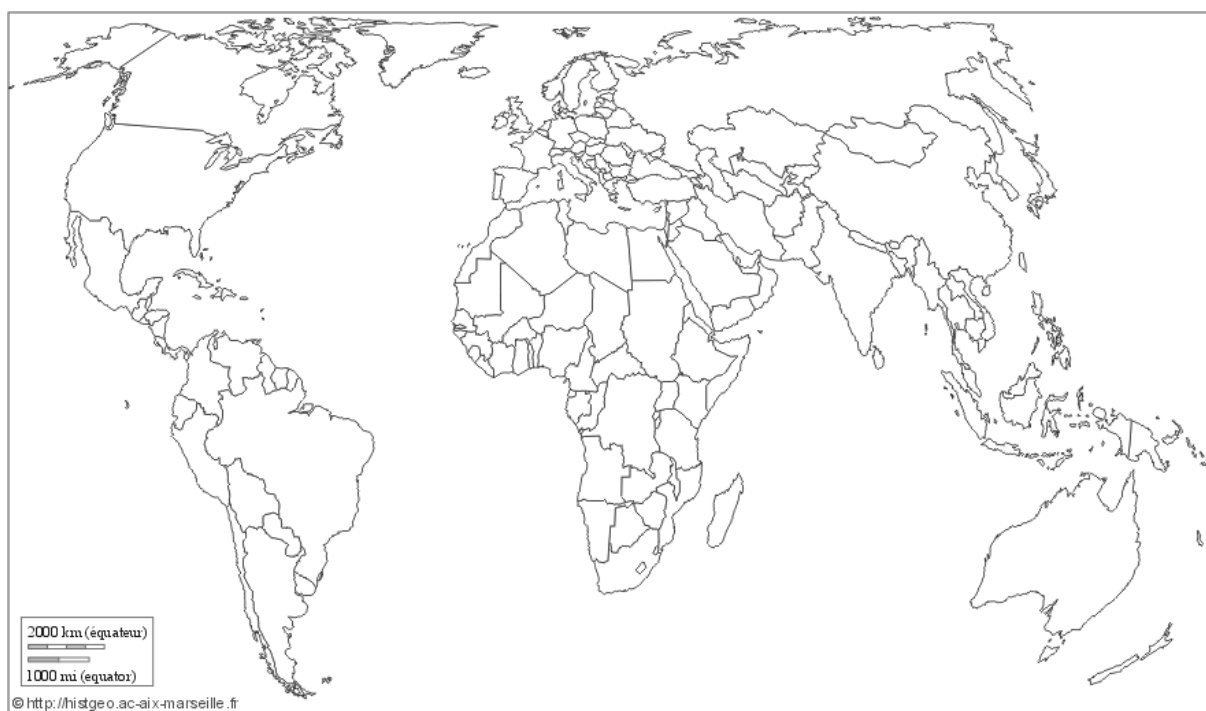 2000 km (équateur)
1000 mi (equator)
© http://histgeo.ac-aix-marseille.fr